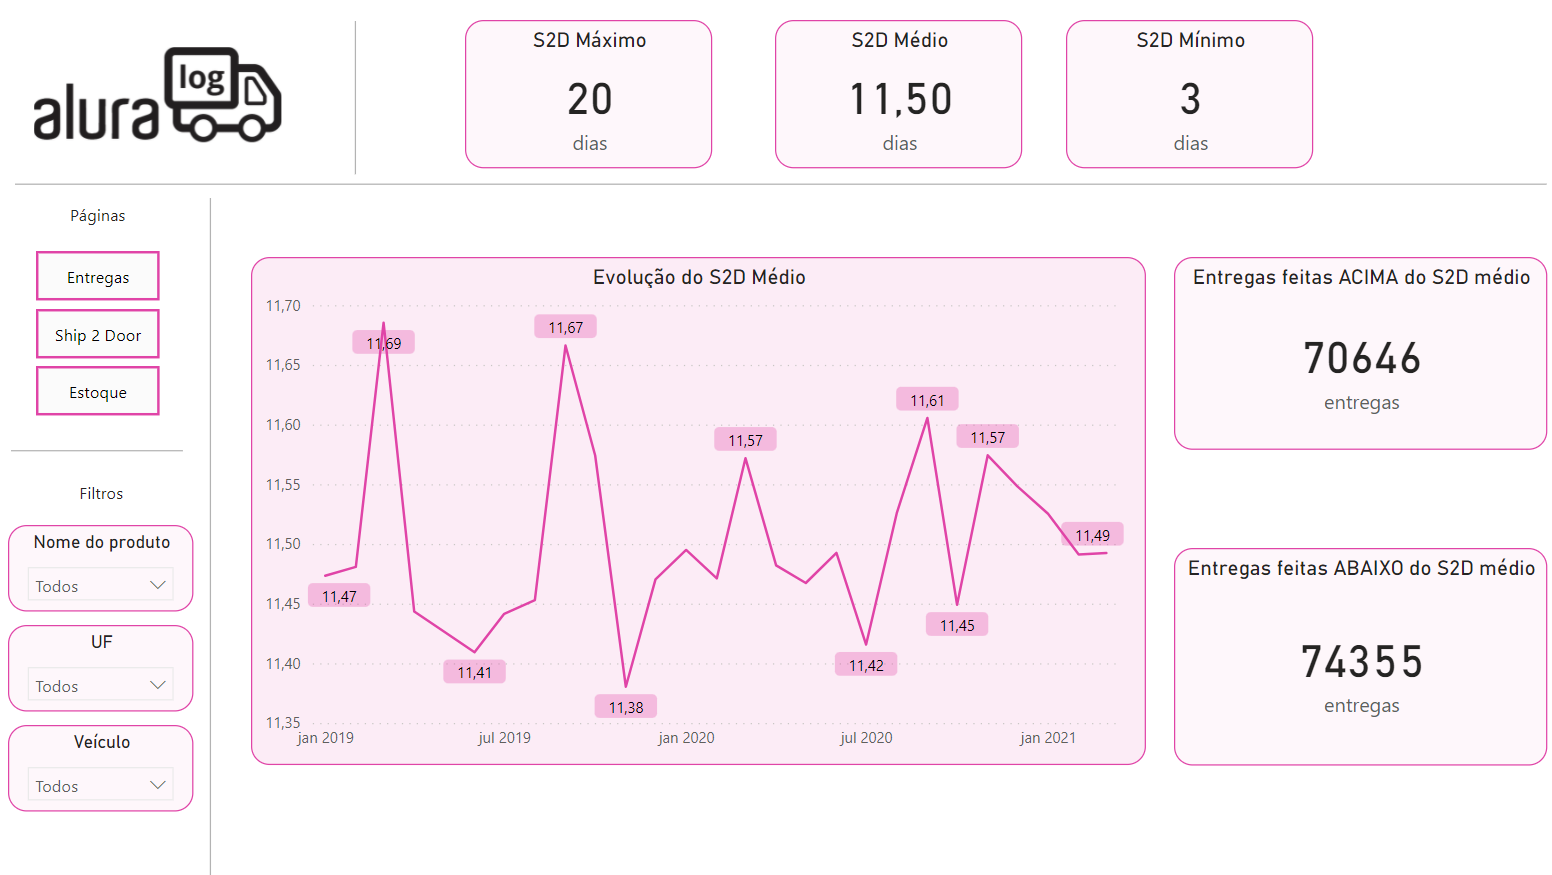 alura log
S2D Máximo
20
dias
S2D Médio
11,50
dias
S2D Mínimo
3
dias
Páginas
Entregas
Ship 2 Door
Estoque
Filtros
Nome do produto
Todos
UF
Todos
Veículo
Todos
Evolução do S2D Médio
11,70
11,65
11,60
11,55
11,50
11,45
11,40
11,35
11,47
11,69
11,41
11,67
11,38
11,57
11,42
11,61
11,45
11,57
11,49
jan 2019
jul 2019
jan 2020
jul 2020
jan 2021
Entregas feitas ACIMA do S2D médio
70646
entregas
Entregas feitas ABAIXO do S2D médio
74355
entregas